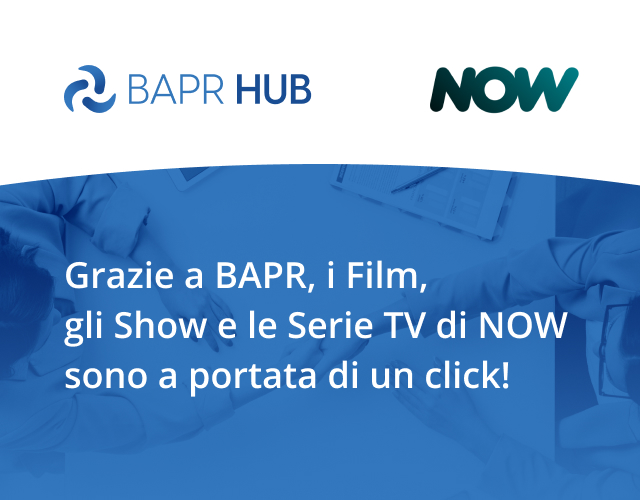 BAPR HUB
NOW
Grazie a BAPR, i Film,
gli Show e le Serie TV di NOW
sono a portata di un click!